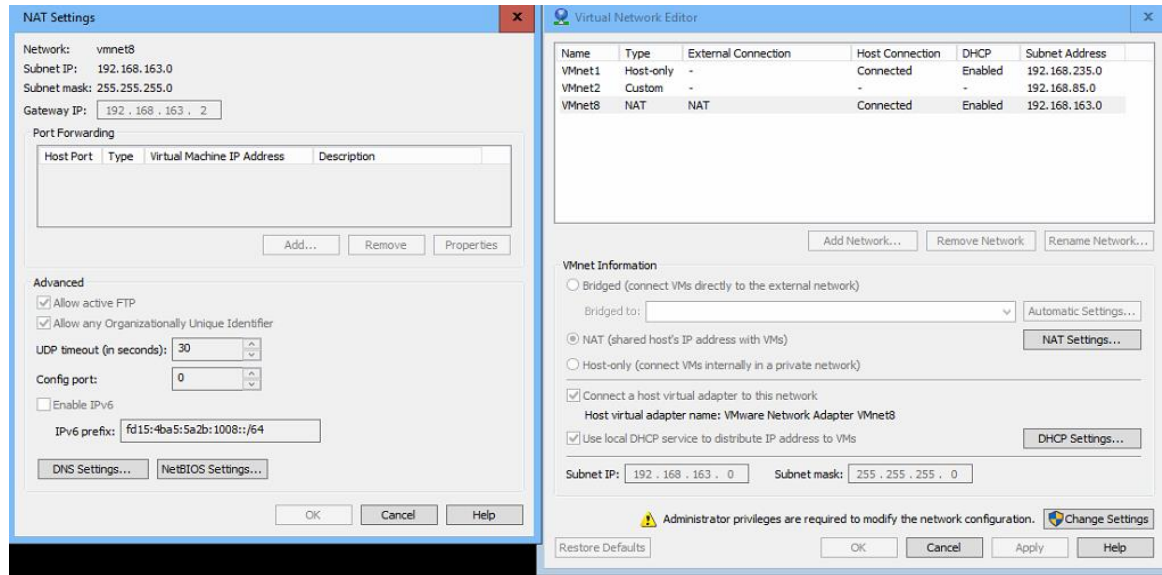 NAT Settings
x
Network: vmnet8
Subnet IP: 192.168.163.0
Subnet mask: 255.255.255.0
Gateway IP: 192 . 168 . 163 . 2
Port Forwarding
Host Port Type Virtual Machine IP Address Description
Add... Remove Properties
Advanced
Allow active FTP
Allow any Organizationally Unique Identifier
UDP timeout (in seconds): 30
Config port: 0
Enable IPv6
IPv6 prefix: fd15:4ba5:5a2b:1008::/64
DNS Settings... NetBIOS Settings...
OK Cancel Help
Virtual Network Editor
x
Name Type External Connection Host Connection DHCP Subnet Address
VMnet1 Host-only - Connected Enabled 192.168.235.0
VMnet2 Custom - - - 192.168.85.0
VMnet8 NAT NAT Connected Enabled 192.168.163.0
Add Network... Remove Network Rename Network...
VMnet Information
Bridged (connect VMs directly to the external network)
Bridged to: Automatic Settings...
NAT (shared host's IP address with VMs) NAT Settings...
Host-only (connect VMs internally in a private network)
Connect a host virtual adapter to this network
Host virtual adapter name: VMware Network Adapter VMnet8
Use local DHCP service to distribute IP address to VMs DHCP Settings...
Subnet IP: 192 . 168 . 163 . 0 Subnet mask: 255 . 255 . 255 . 0
Administrator privileges are required to modify the network configuration. Change Settings
Restore Defaults OK Cancel Apply Help